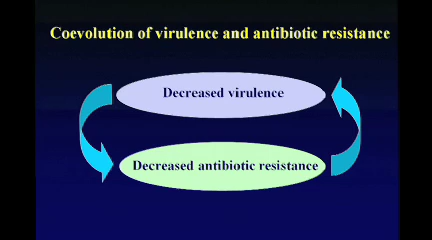 Coevolution of virulence and antibiotic resistance
Decreased virulence
Decreased antibiotic resistance